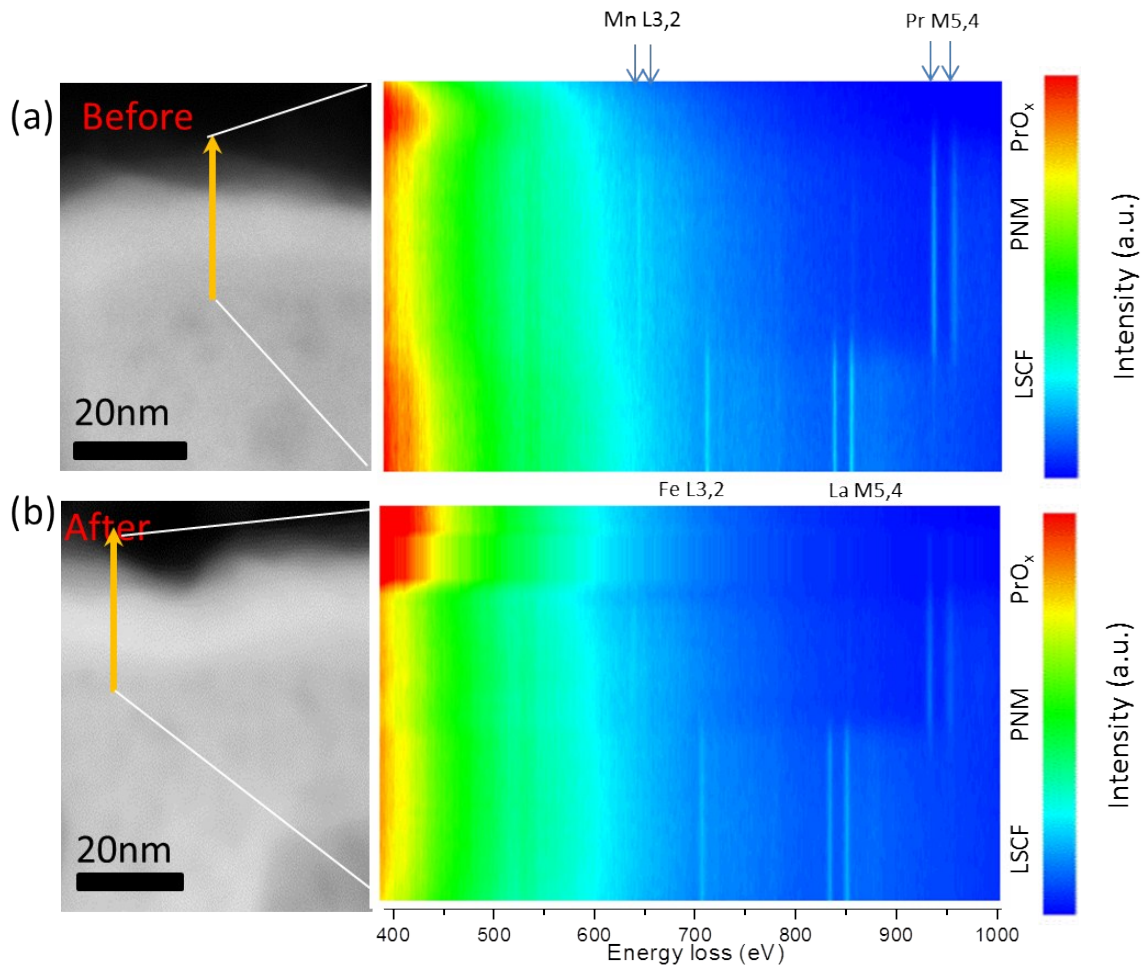 Mn L3,2
Pr M5,4
(a)
Before
20nm
PrOₓ
PNM
LSCF
Intensity (a.u.)
Fe L3,2
La M5,4
(b)
After
20nm
PrOₓ
PNM
LSCF
Intensity (a.u.)
400 500 600 700 800 900 1000
Energy loss (eV)